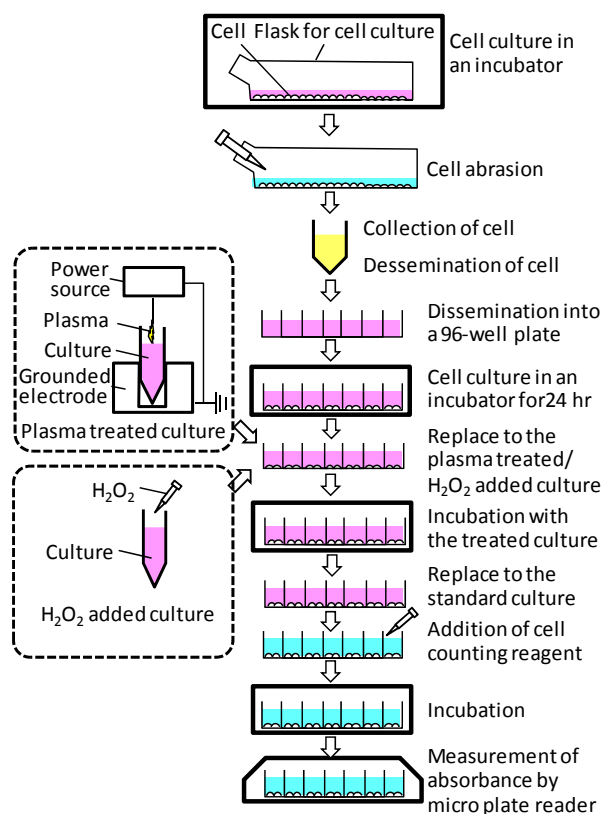 Cell Flask for cell culture
Cell culture in
an incubator
Cell abrasion
Collection of cell
Dessemination of cell
Power
source
Plasma
Culture
Grounded
electrode
Plasma treated culture
Dissemination into
a 96-well plate
Cell culture in an
incubator for24 hr
Replace to the
plasma treated/
H₂O₂ added culture
H₂O₂
Culture
H₂O₂ added culture
Incubation with
the treated culture
Replace to the
standard culture
Addition of cell
counting reagent
Incubation
Measurement of
absorbance by
micro plate reader